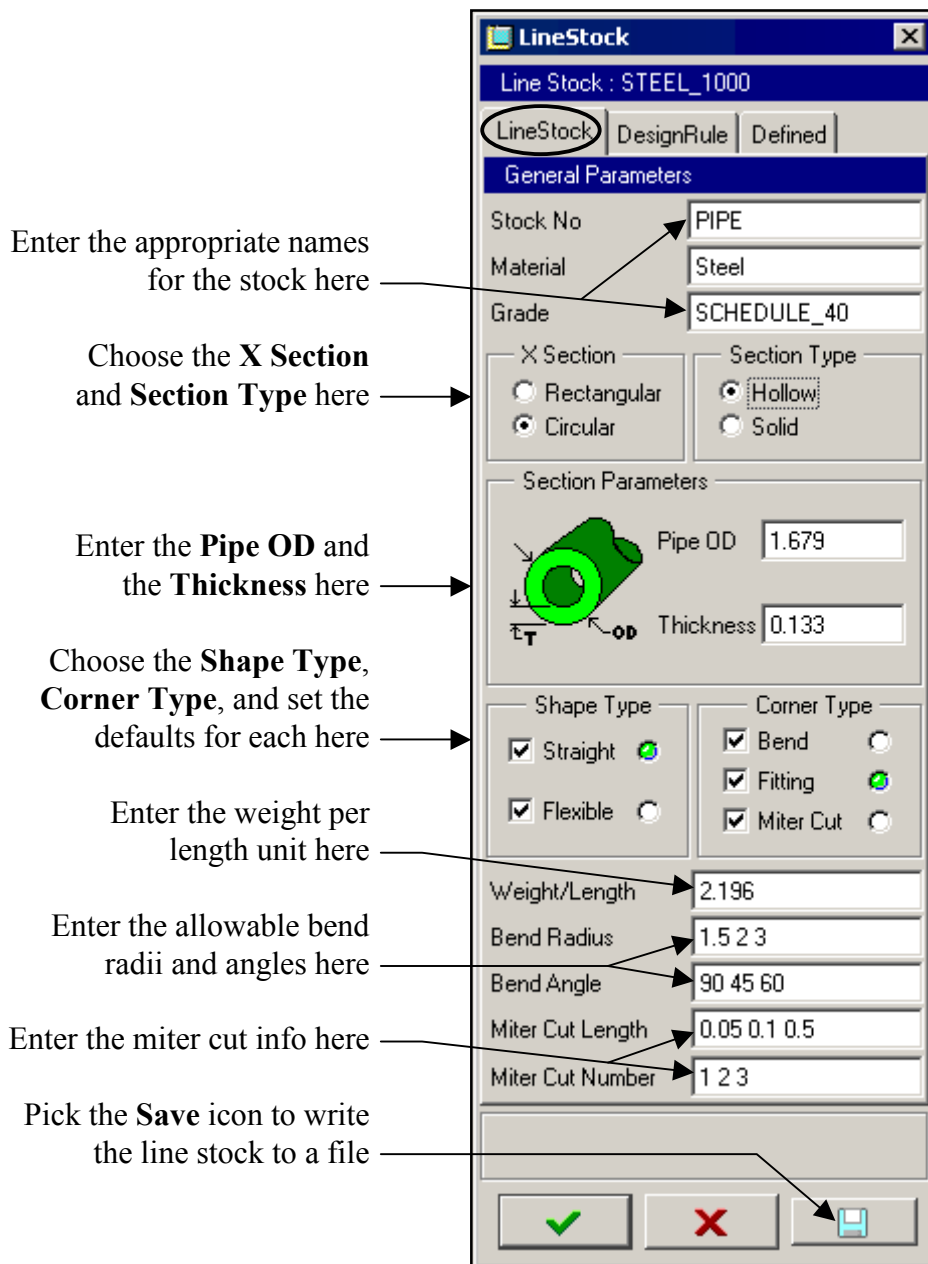 LineStock
Line Stock : STEEL_1000
LineStock DesignRule Defined
General Parameters
Enter the appropriate names
for the stock here
Stock No PIPE
Material Steel
Grade SCHEDULE_40
Choose the X Section
and Section Type here
X Section
Rectangular
Circular
Section Type
Hollow
Solid
Enter the Pipe OD and
the Thickness here
Section Parameters
T
OD
Pipe OD 1.679
Thickness 0.133
Choose the Shape Type,
Corner Type, and set the
defaults for each here
Shape Type
Straight
Flexible
Corner Type
Bend
Fitting
Miter Cut
Enter the weight per
length unit here
Weight/Length 2.196
Enter the allowable bend
radii and angles here
Bend Radius 1.5 2 3
Bend Angle 90 45 60
Enter the miter cut info here
Miter Cut Length 0.05 0.1 0.5
Miter Cut Number 1 2 3
Pick the Save icon to write
the line stock to a file